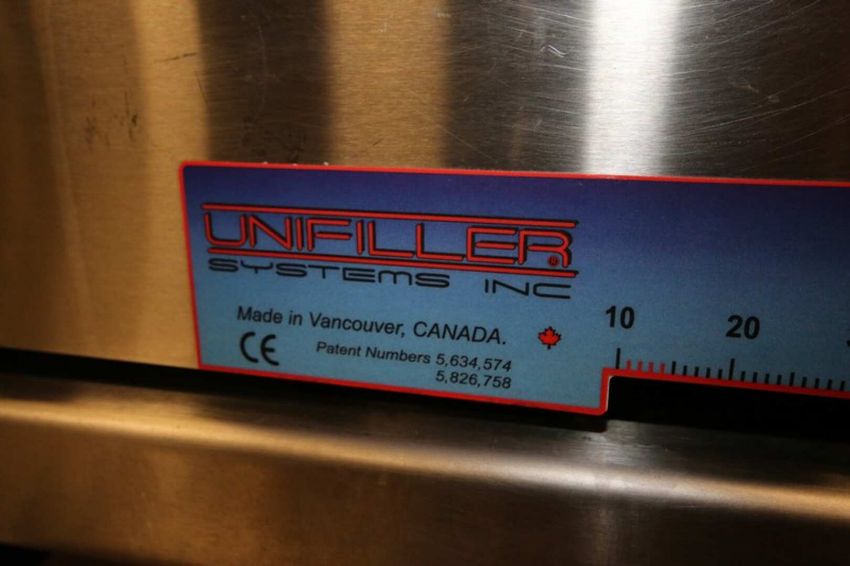 UNIFILLER®
SYSTEMS INC
Made in Vancouver, CANADA.
CE
Patent Numbers 5,634,574
5,826,758
10 20